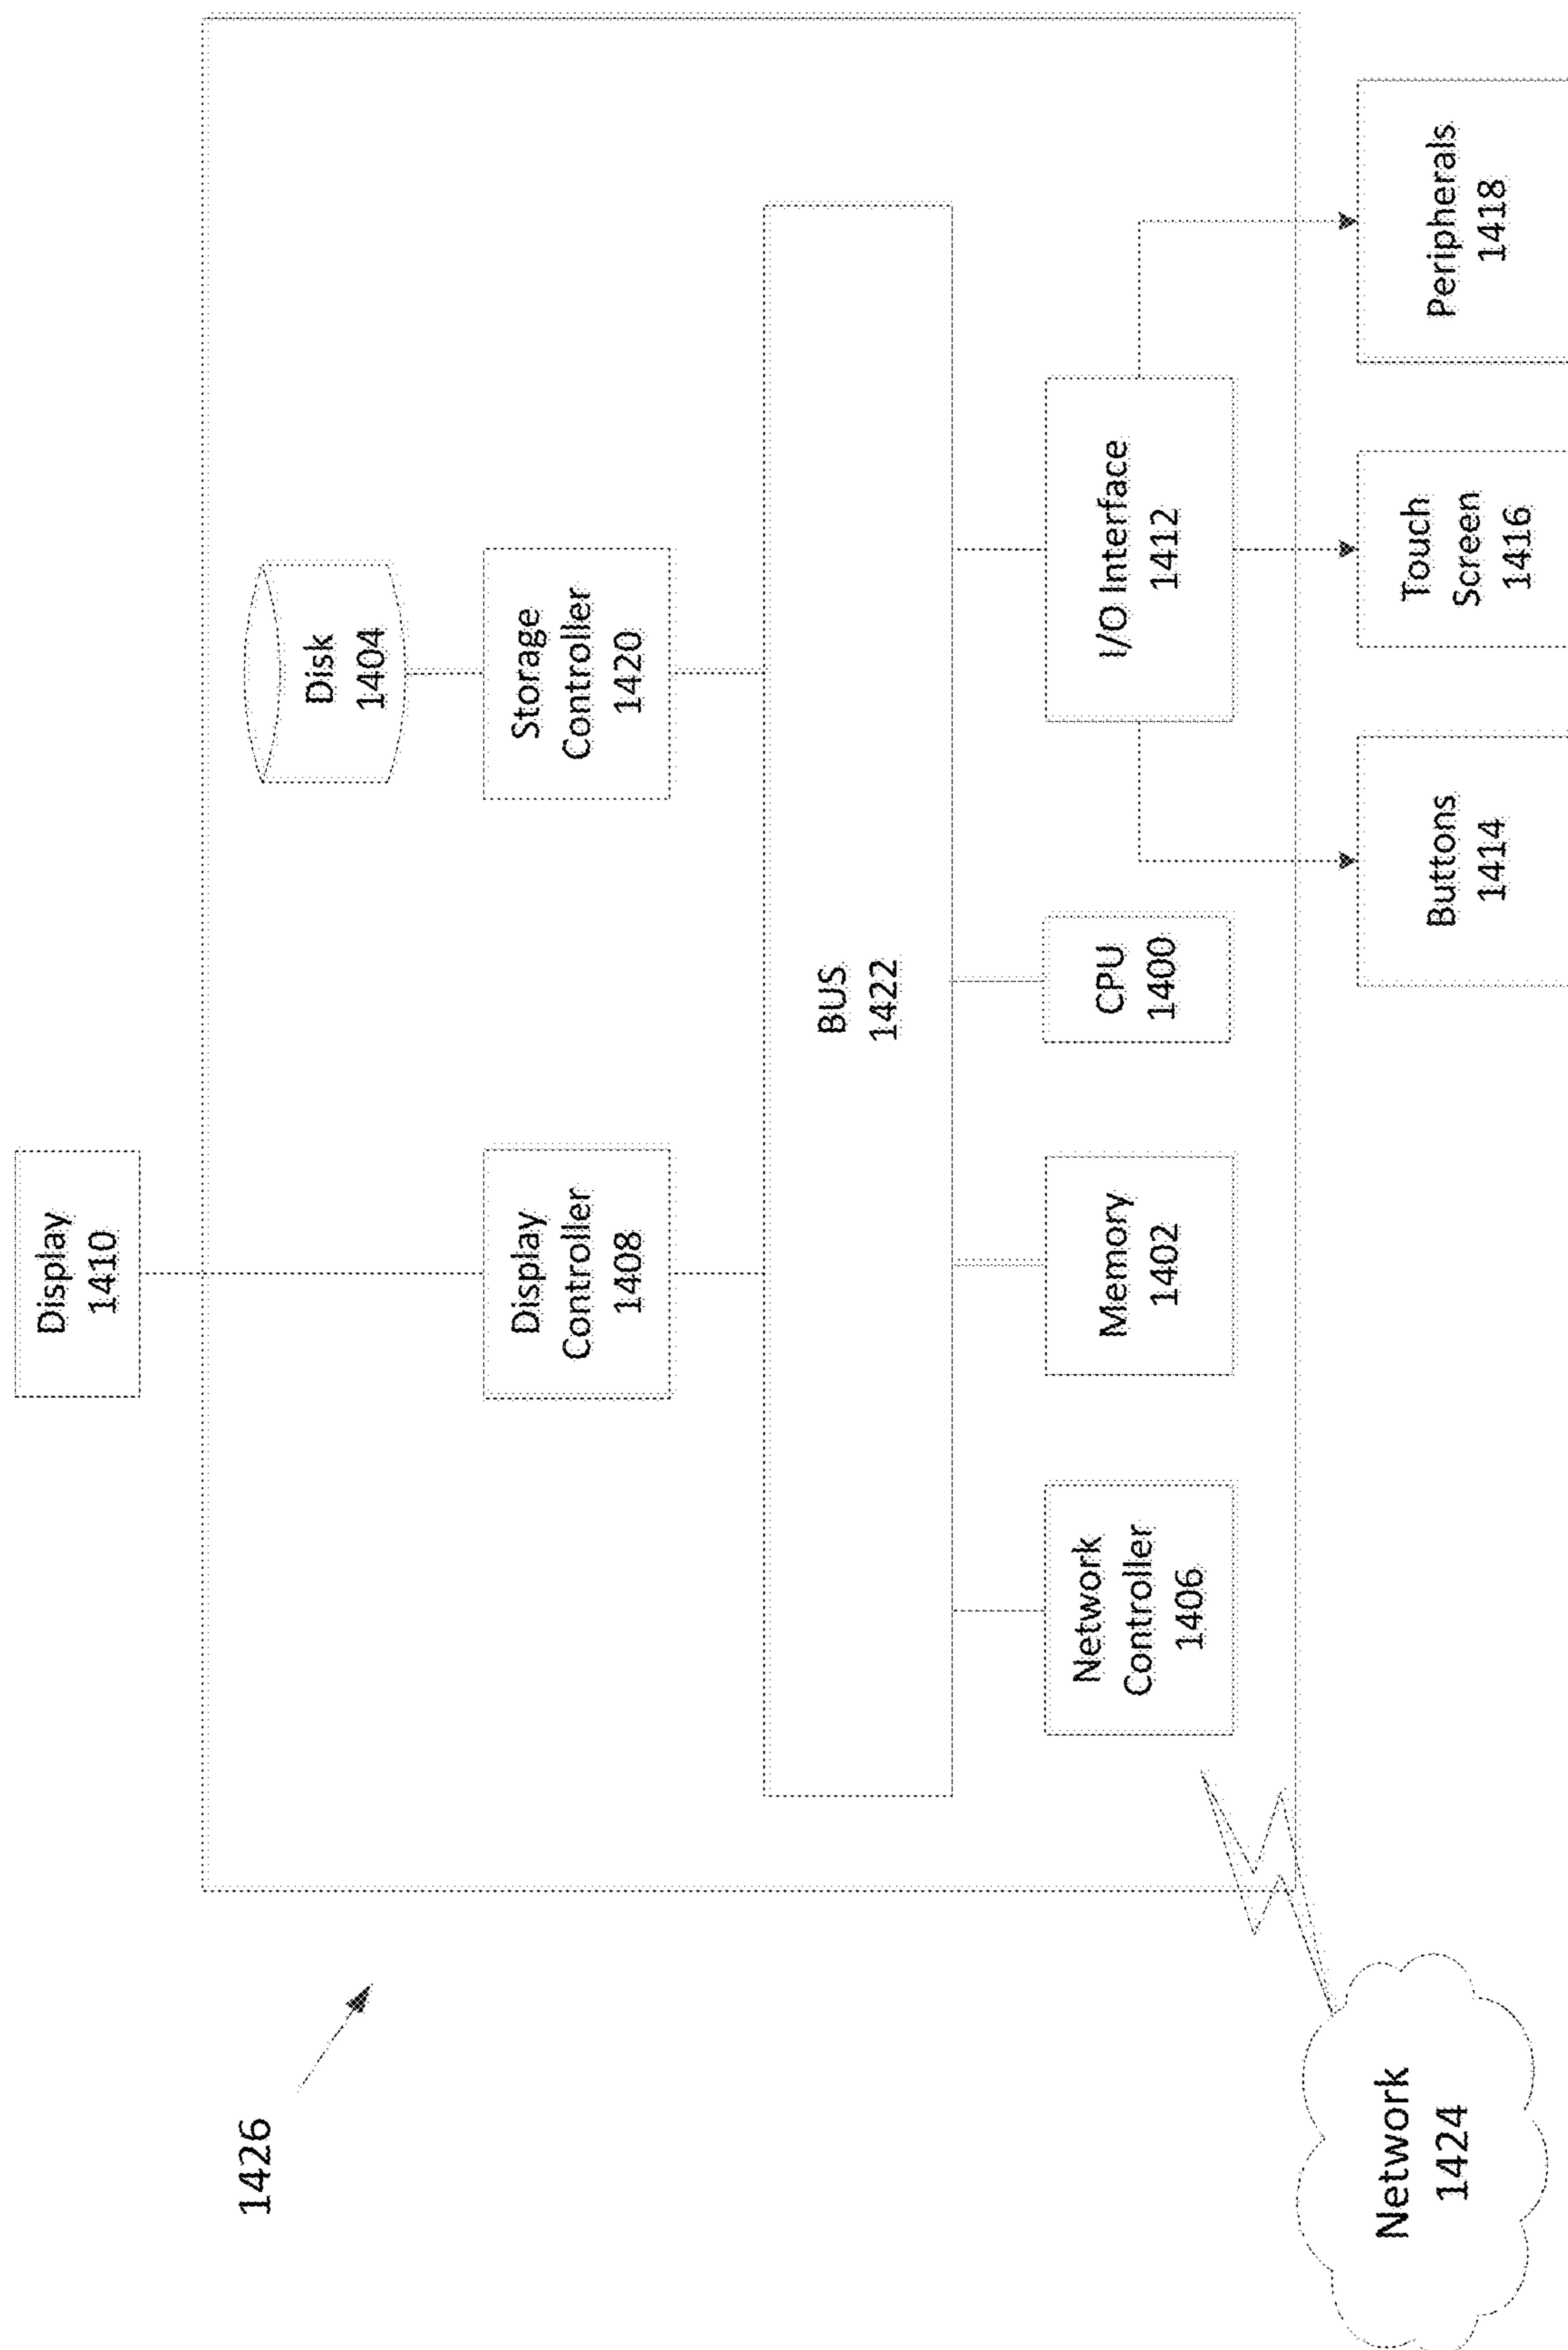 1426
Display
1410
Disk
1404
Display
Controller
1408
Storage
Controller
1420
BUS
1422
Network
Controller
1406
Memory
1402
CPU
1400
I/O Interface
1412
Network
1424
Buttons
1414
Touch
Screen
1416
Peripherals
1418